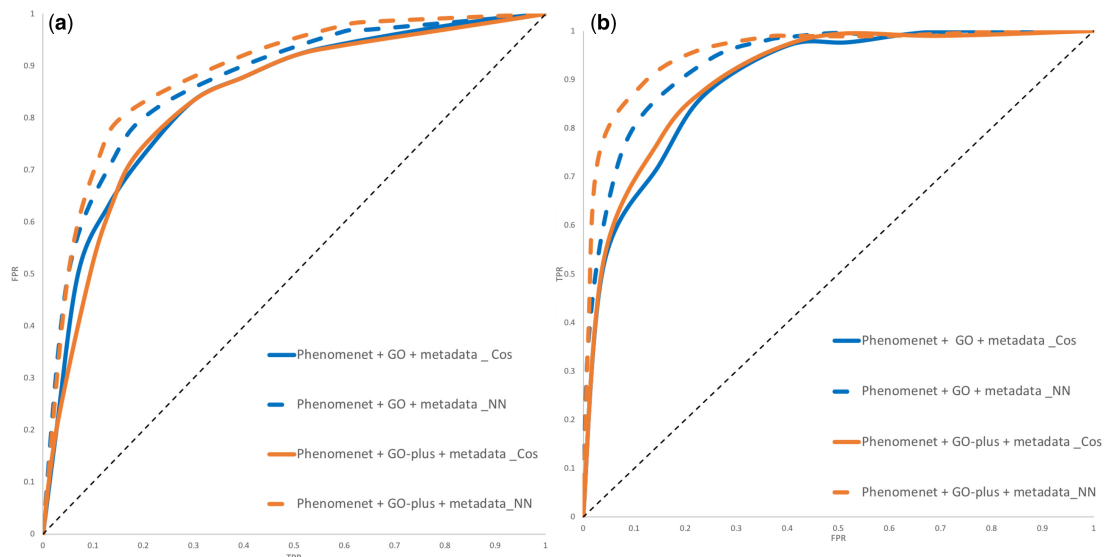 (a)
1
0.9
0.8
0.7
0.6
0.5
0.4
0.3
0.2
0.1
0
FPR
0 0.1 0.2 0.3 0.4 0.5 0.6 0.7 0.8 0.9 1
TPR
Phenomenet + GO + metadata _Cos
Phenomenet + GO + metadata _NN
Phenomenet + GO-plus + metadata _Cos
Phenomenet + GO-plus + metadata_NN
(b)
1
0.9
0.8
0.7
0.6
0.5
0.4
0.3
0.2
0.1
0
TPR
0 0.1 0.2 0.3 0.4 0.5 0.6 0.7 0.8 0.9 1
FPR
Phenomenet + GO + metadata _Cos
Phenomenet + GO + metadata _NN
Phenomenet + GO-plus + metadata _Cos
Phenomenet + GO-plus + metadata _NN